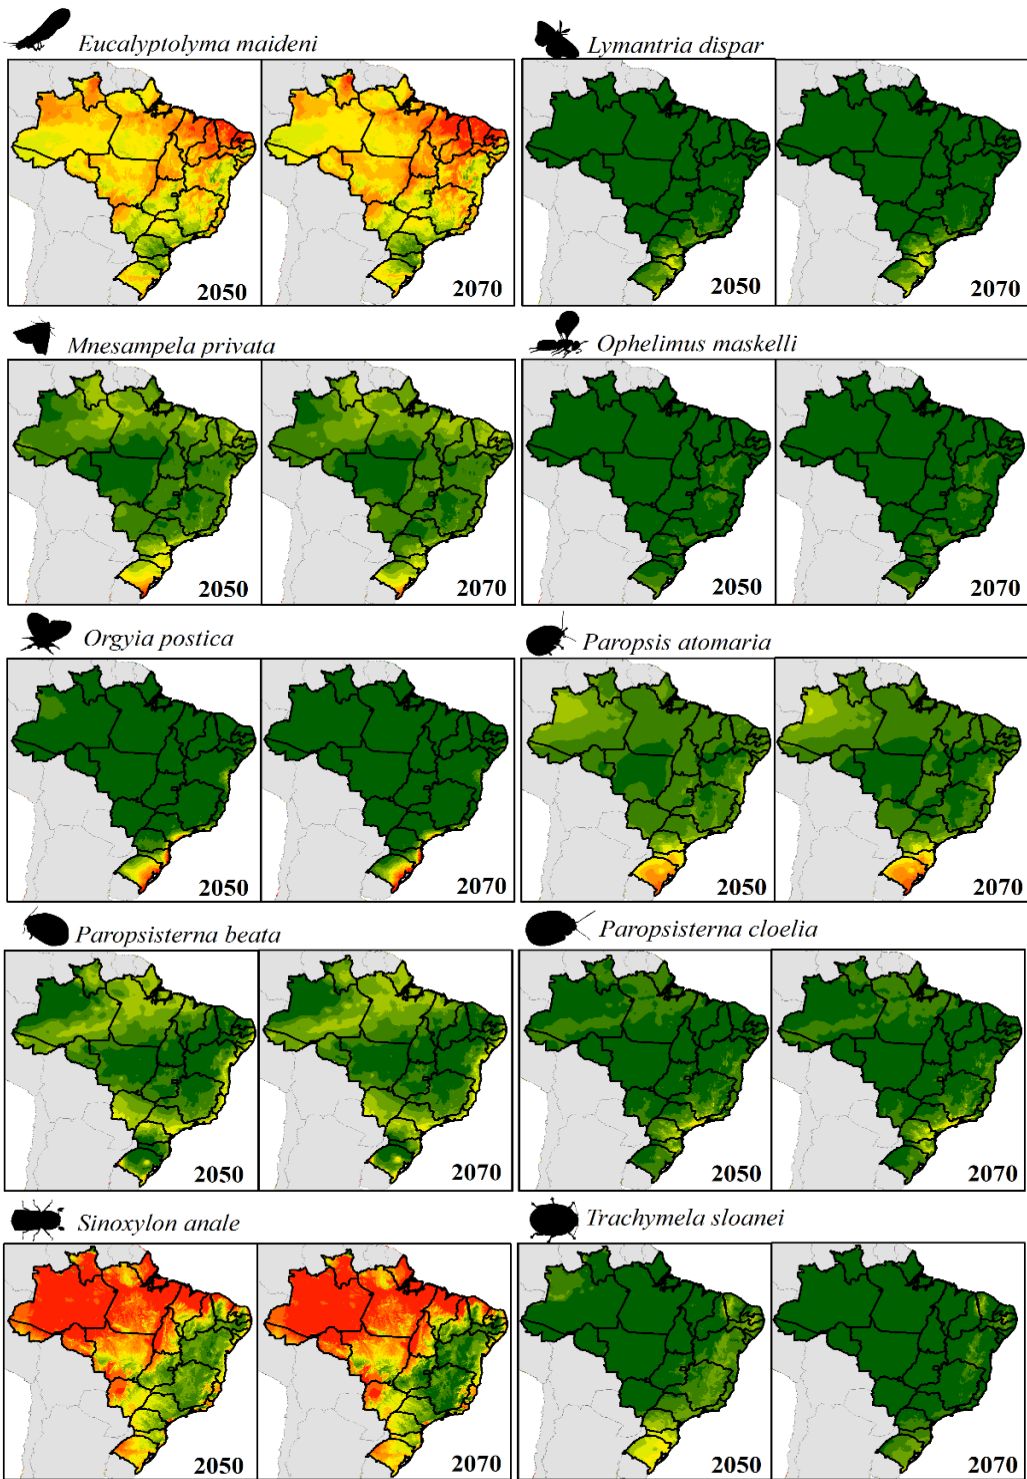 Eucalyptolyma maideni
Lymantria dispar
2050
2070
2050
2070
Mnesampela privata
Ophelimus maskelli
2050
2070
2050
2070
Orgyia postica
Paropsis atomaria
2050
2070
2050
2070
Paropsisterna beata
Paropsisterna cloelia
2050
2070
2050
2070
Sinoxylon anale
Trachymela sloanei
2050
2070
2050
2070